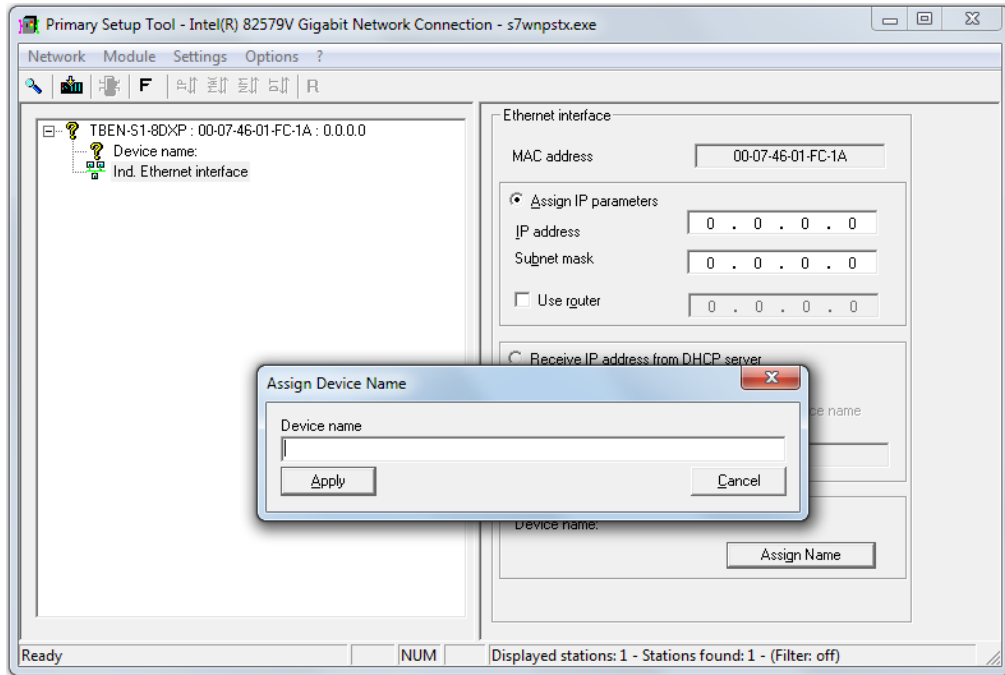 Primary Setup Tool - Intel(R) 82579V Gigabit Network Connection - s7wnpstx.exe
Network Module Settings Options ?
F R
TBEN-S1-8DXP : 00-07-46-01-FC-1A : 0.0.0.0
Device name:
Ind. Ethernet interface
Ethernet interface
MAC address 00-07-46-01-FC-1A
Assign IP parameters
IP address 0 . 0 . 0 . 0
Subnet mask 0 . 0 . 0 . 0
Use router 0 . 0 . 0 . 0
Receive IP address from DHCP server
Assign Device Name
name
Device name
Apply Cancel
Device name:
Assign Name
Ready NUM Displayed stations: 1 - Stations found: 1 - (Filter: off)